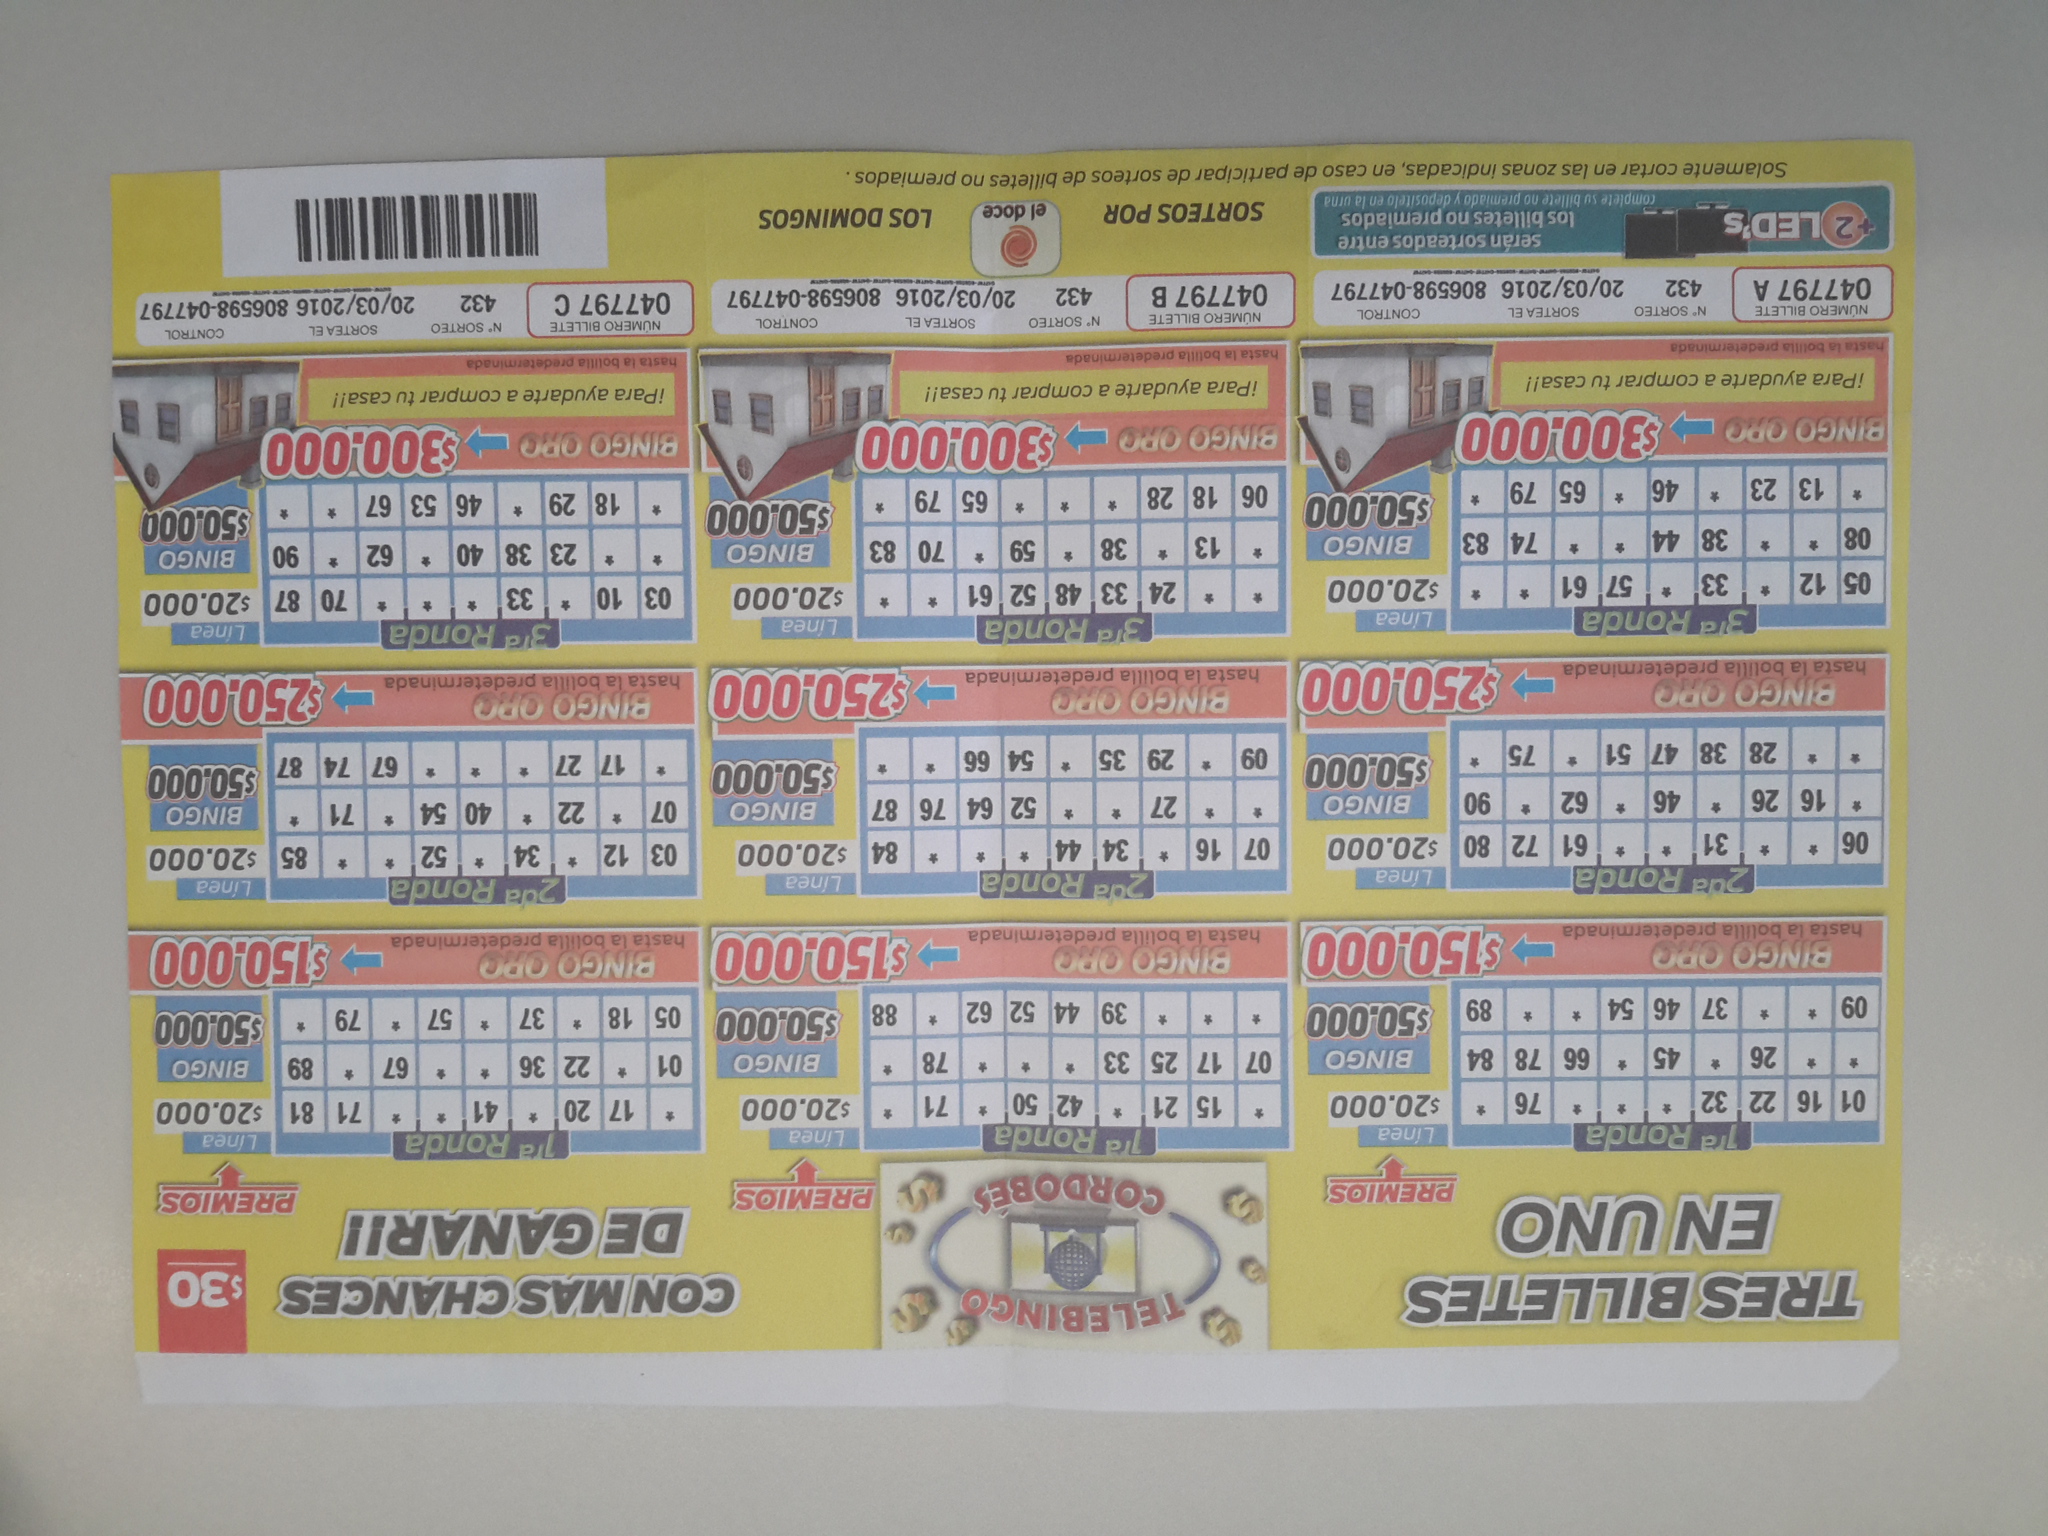 TRES BILLETES
EN UNO
TELEBINGO
CORDOBÉS
CON MAS CHANCES
DE GANAR!!
$30
PREMIOS
1ra Ronda
01 16 22 32 * * * 76 *
* * 26 * 45 * 66 78 84
09 * * 37 46 54 * * 89
Línea
$20.000
BINGO
$50.000
BINGO ORO
hasta la bolilla predeterminada
$150.000
2da Ronda
06 * * 31 * * 61 72 80
* 16 26 * 46 * 62 * 90
* * 28 38 47 51 * 75 *
Línea
$20.000
BINGO
$50.000
BINGO ORO
hasta la bolilla predeterminada
$250.000
3ra Ronda
05 12 * 33 * 57 61 * *
08 * * 38 44 * * 74 83
* 13 23 * 46 * 65 79 *
Línea
$20.000
BINGO
$50.000
BINGO ORO
$300.000
¡Para ayudarte a comprar tu casa!!
hasta la bolilla predeterminada
NÚMERO BILLETE N° SORTEO SORTEA EL CONTROL
047797 A 432 20/03/2016 806598-047797
PREMIOS
1ra Ronda
* 15 21 * 42 50 * 71 *
07 17 25 33 * * * 78 *
* * * 39 44 52 62 * 88
Línea
$20.000
BINGO
$50.000
BINGO ORO
hasta la bolilla predeterminada
$150.000
2da Ronda
07 16 * 34 44 * * * 84
* * 27 * * 52 64 76 87
09 * 29 35 * 54 66 * *
Línea
$20.000
BINGO
$50.000
BINGO ORO
hasta la bolilla predeterminada
$250.000
3ra Ronda
* * 24 33 48 52 61 * *
* 13 * 38 * 59 * 70 83
06 18 28 * * * 65 79 *
Línea
$20.000
BINGO
$50.000
BINGO ORO
$300.000
¡Para ayudarte a comprar tu casa!!
hasta la bolilla predeterminada
NÚMERO BILLETE N° SORTEO SORTEA EL CONTROL
047797 B 432 20/03/2016 806598-047797
PREMIOS
1ra Ronda
* 17 20 * 41 * * 71 81
01 * 22 36 * * 67 * 89
05 18 * 37 * 57 * 79 *
Línea
$20.000
BINGO
$50.000
BINGO ORO
hasta la bolilla predeterminada
$150.000
2da Ronda
03 12 * 34 * 52 * * 85
07 * 22 * 40 54 * 71 *
* 17 27 * * * 67 74 87
Línea
$20.000
BINGO
$50.000
BINGO ORO
hasta la bolilla predeterminada
$250.000
3ra Ronda
03 10 * 33 * * * 70 87
* * 23 38 40 * 62 * 90
* 18 29 * 46 53 67 * *
Línea
$20.000
BINGO
$50.000
BINGO ORO
$300.000
¡Para ayudarte a comprar tu casa!!
hasta la bolilla predeterminada
NÚMERO BILLETE N° SORTEO SORTEA EL CONTROL
047797 C 432 20/03/2016 806598-047797
+2 LED's
serán sorteados entre
los billetes no premiados
complete su billete no premiado y deposítelo en la urna
SORTEOS POR el doce LOS DOMINGOS
Solamente cortar en las zonas indicadas, en caso de participar de sorteos de billetes no premiados.